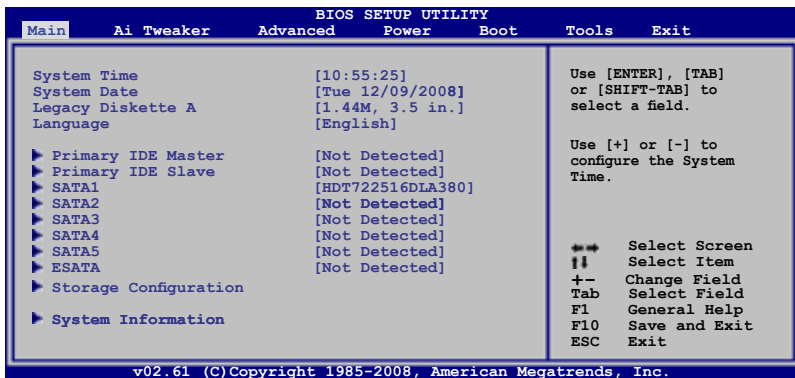 BIOS SETUP UTILITY
Main Ai Tweaker Advanced Power Boot Tools Exit
System Time [10:55:25]
System Date [Tue 12/09/2008]
Legacy Diskette A [1.44M, 3.5 in.]
Language [English]
Primary IDE Master [Not Detected]
Primary IDE Slave [Not Detected]
SATA1 [HDT722516DLA380]
SATA2 [Not Detected]
SATA3 [Not Detected]
SATA4 [Not Detected]
SATA5 [Not Detected]
ESATA [Not Detected]
Storage Configuration
System Information
Use [ENTER], [TAB]
or [SHIFT-TAB] to
select a field.
Use [+] or [-] to
configure the System
Time.
Select Screen
Select Item
+- Change Field
Tab Select Field
F1 General Help
F10 Save and Exit
ESC Exit
v02.61 (C)Copyright 1985-2008, American Megatrends, Inc.